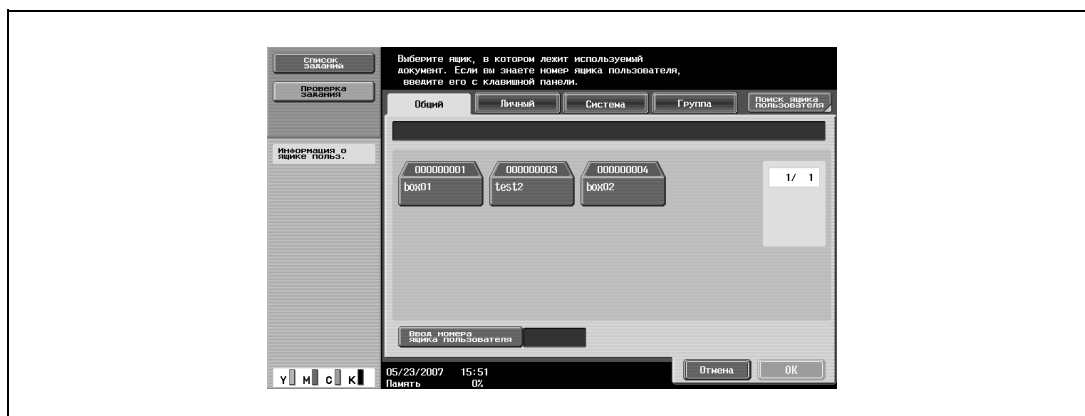 Список
заданий
Проверка
задания
Информация о
ящике польз.
Выберите ящик, в котором лежит используемый
документ. Если вы знаете номер ящика пользователя,
введите его с клавишной панели.
Общий Личный Система Группа Поиск ящика
пользователя
000000001 000000003 000000004
box01 test2 box02
1/ 1
Ввод номера
ящика пользователя
Отмена OK
05/23/2007 15:51
Память 0%
Y M C K